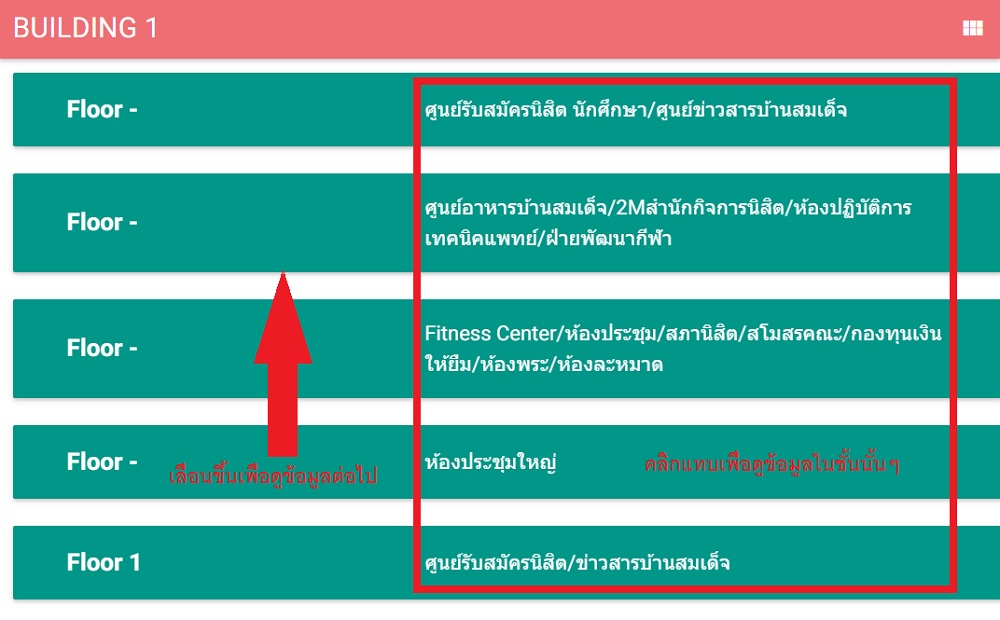 BUILDING 1
Floor -
ศูนย์รับสมัครนิสิต นักศึกษา/ศูนย์ข่าวสารบ้านสมเด็จ
Floor -
ศูนย์อาหารบ้านสมเด็จ/2Mสำนักกิจการนิสิต/ห้องปฏิบัติการ
เทคนิคแพทย์/ฝ่ายพัฒนากีฬา
Floor -
Fitness Center/ห้องประชุม/สภานิสิต/สโมสรคณะ/กองทุนเงิน
ให้ยืม/ห้องพระ/ห้องละหมาด
Floor -
เลื่อนขึ้นเพื่อดูข้อมูลต่อไป
ห้องประชุมใหญ่
คลิกแทบเพื่อดูข้อมูลในชั้นนั้นๆ
Floor 1
ศูนย์รับสมัครนิสิต/ข่าวสารบ้านสมเด็จ